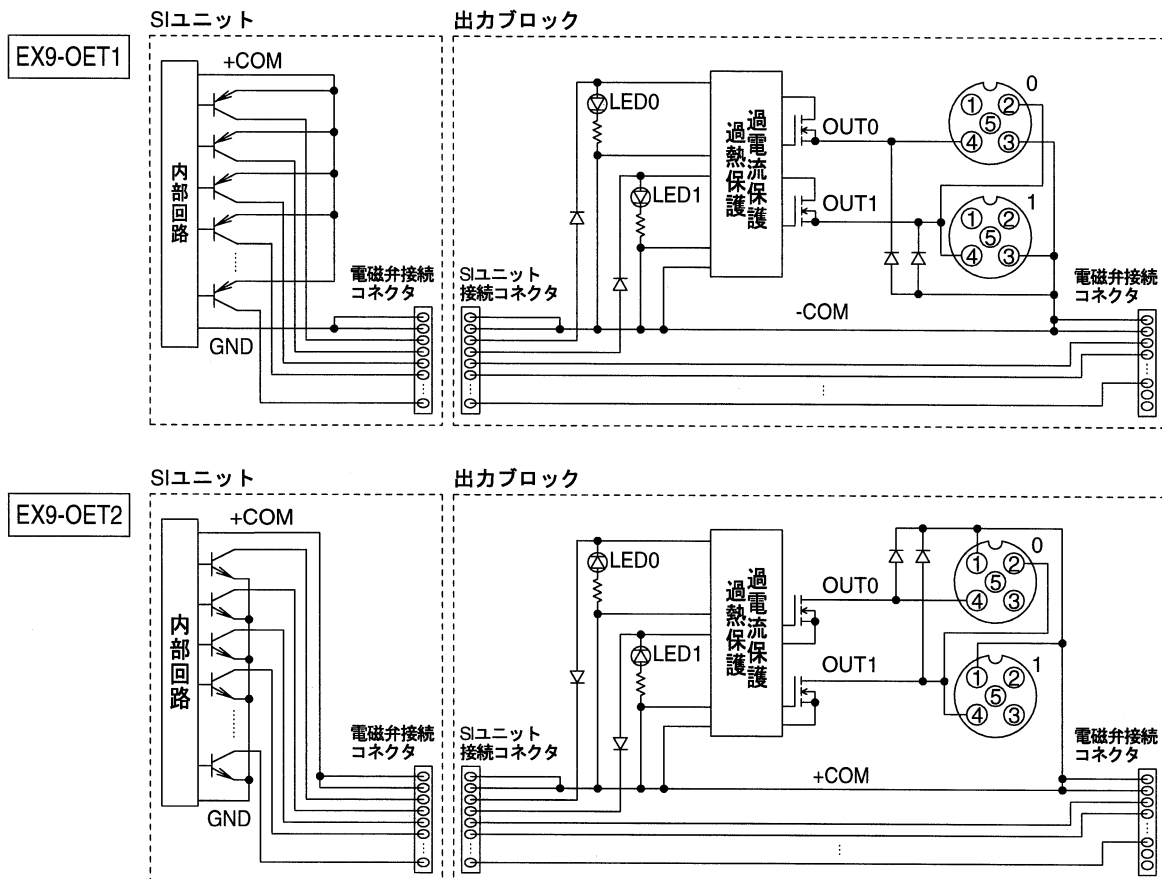 SIユニット
出力ブロック
EX9-OET1
+COM
内部回路
GND
電磁弁接続
コネクタ
SIユニット
接続コネクタ
LED0
LED1
過電流保護
過熱保護
OUT0
OUT1
0
① ② ⑤ ④ ③
1
① ② ⑤ ④ ③
-COM
電磁弁接続
コネクタ
SIユニット
出力ブロック
EX9-OET2
+COM
内部回路
GND
電磁弁接続
コネクタ
SIユニット
接続コネクタ
LED0
LED1
過電流保護
過熱保護
OUT0
OUT1
0
① ② ⑤ ④ ③
1
① ② ⑤ ④ ③
+COM
電磁弁接続
コネクタ